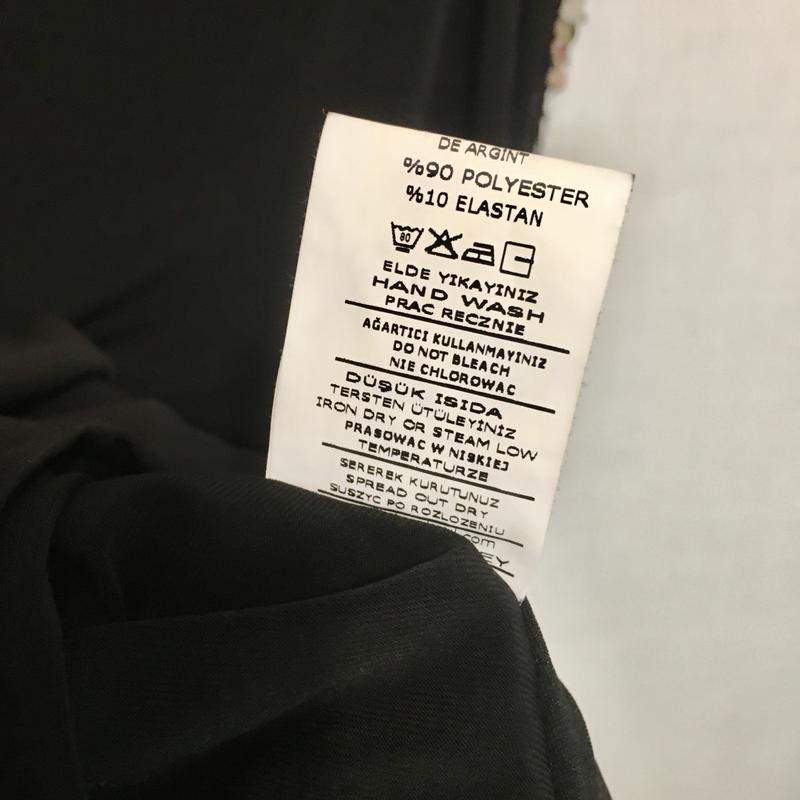 DE ARGINT
%90 POLYESTER
%10 ELASTAN
ELDE YIKAYINIZ
HAND WASH
PRAC RECZNIE
AĞARTICI KULLANMAYINIZ
DO NOT BLEACH
NIE CHLOROWAC
DÜŞÜK ISIDA
TERSTEN ÜTÜLEYİNİZ
IRON DRY OR STEAM LOW
PRASOWAC W NISKIEJ
TEMPERATURZE
SEREREK KURUTUNUZ
SPREAD OUT DRY
SUSZYC PO ROZLOZENIU
.com
EY